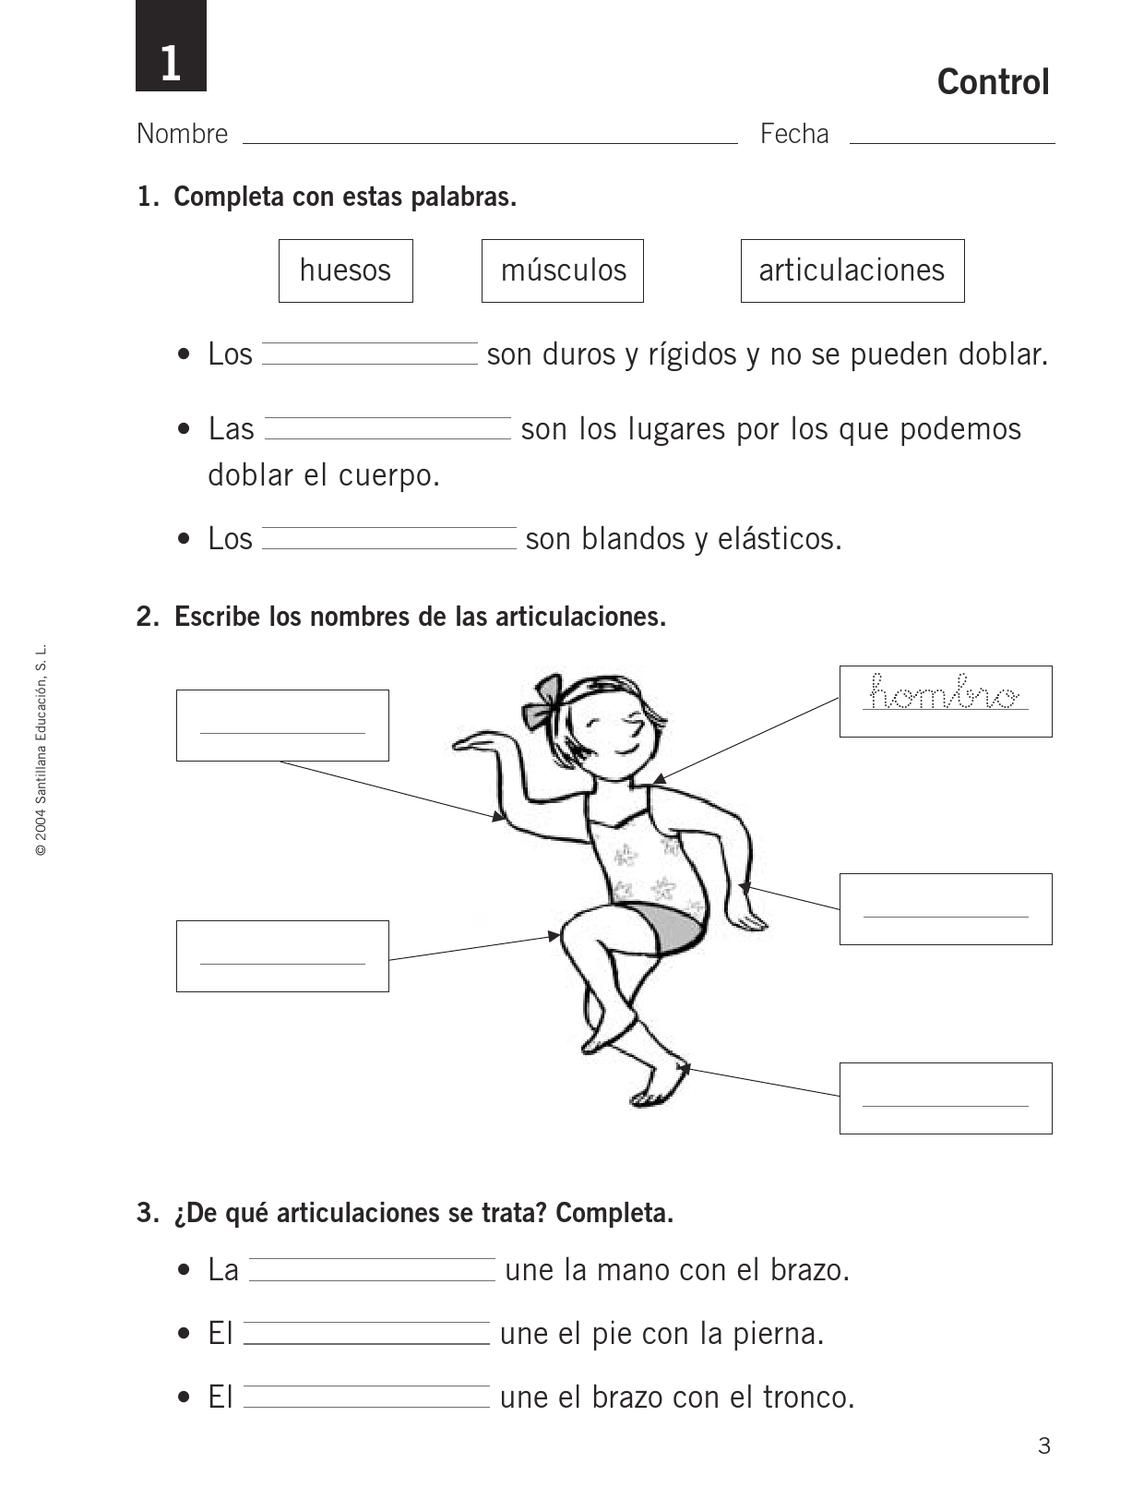 1
Control
Nombre
Fecha
1. Completa con estas palabras.
huesos
músculos
articulaciones
• Los son duros y rígidos y no se pueden doblar.
• Las son los lugares por los que podemos
doblar el cuerpo.
• Los son blandos y elásticos.
2. Escribe los nombres de las articulaciones.
hombro
© 2004 Santillana Educación, S. L.
3. ¿De qué articulaciones se trata? Completa.
• La une la mano con el brazo.
• El une el pie con la pierna.
• El une el brazo con el tronco.
3